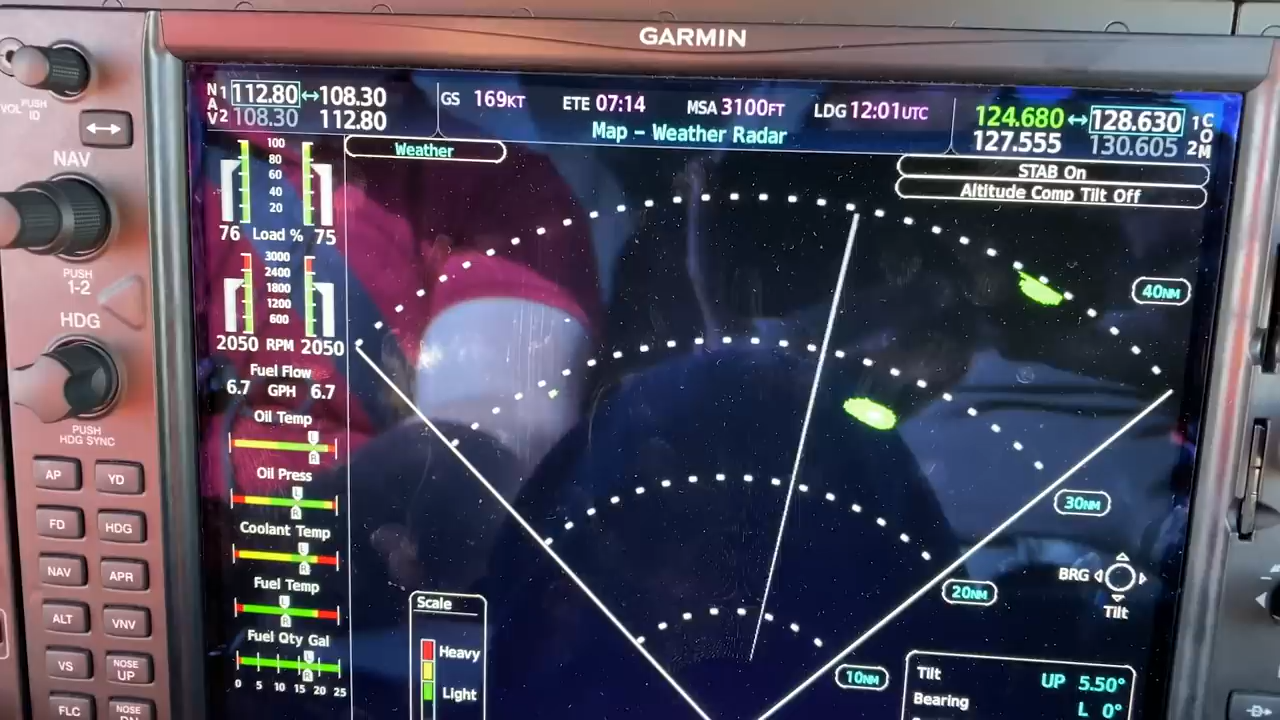 GARMIN
VOL PUSH ID
NAV
PUSH 1-2
HDG
PUSH HDG SYNC
AP YD
FD HDG
NAV APR
ALT VNV
VS NOSE UP
FLC NOSE
NAV 1 112.80 ↔ 108.30
2 108.30 112.80
GS 169KT ETE 07:14 MSA 3100FT LDG 12:01UTC
Map – Weather Radar
124.680 ↔ 128.630 1 COM
127.555 130.605 2
Weather
STAB On
Altitude Comp Tilt Off
100
80
60
40
20
76 Load % 75
3000
2400
1800
1200
600
2050 RPM 2050
Fuel Flow
6.7 GPH 6.7
Oil Temp
L
R
Oil Press
L
R
Coolant Temp
L
R
Fuel Temp
L
R
Fuel Qty Gal
L
R
0 5 10 15 20 25
Scale
Heavy
Light
40NM
30NM
20NM
10NM
BRG
Tilt
Tilt UP 5.50°
Bearing L 0°